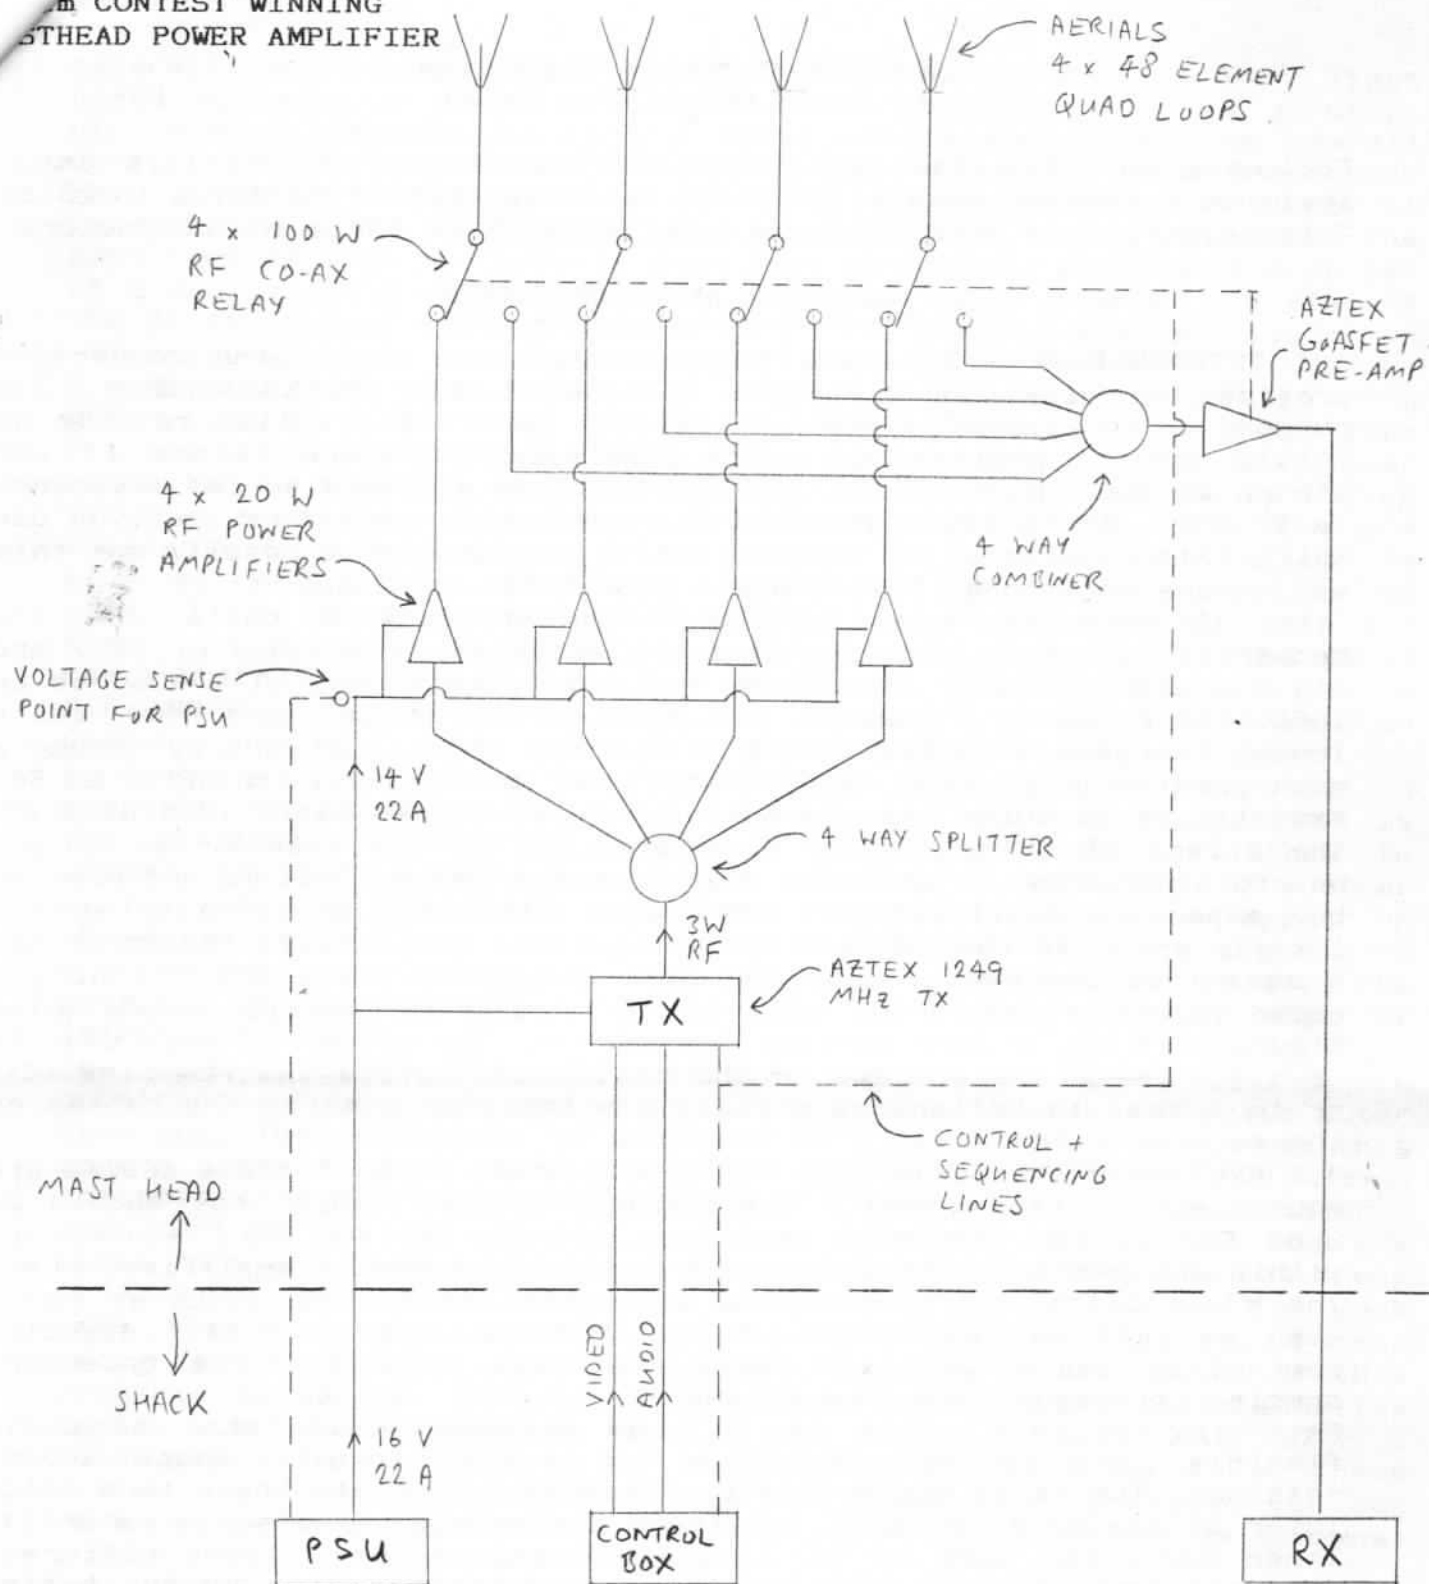 CONTEST WINNING
POWER AMPLIFIER
AERIALS
4 x 48 ELEMENT
QUAD LOOPS
4 x 100 W
RF CO-AX
RELAY
AZTEX
GaASFET
PRE-AMP
4 x 20 W
RF POWER
AMPLIFIERS
4 WAY
COMBINER
VOLTAGE SENSE
POINT FOR PSU
14 V
22 A
4 WAY SPLITTER
3W
RF
AZTEX 1249
MHz TX
TX
CONTROL +
SEQUENCING
LINES
MAST HEAD
SHACK
VIDEO
AUDIO
16 V
22 A
PSU
CONTROL
BOX
RX